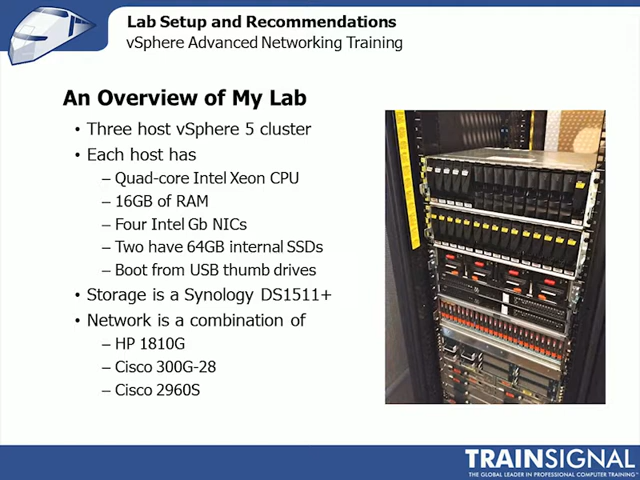 Lab Setup and Recommendations
vSphere Advanced Networking Training
An Overview of My Lab
• Three host vSphere 5 cluster
• Each host has
– Quad-core Intel Xeon CPU
– 16GB of RAM
– Four Intel Gb NICs
– Two have 64GB internal SSDs
– Boot from USB thumb drives
• Storage is a Synology DS1511+
• Network is a combination of
– HP 1810G
– Cisco 300G-28
– Cisco 2960S
TRAINSIGNAL
THE GLOBAL LEADER IN PROFESSIONAL COMPUTER TRAINING